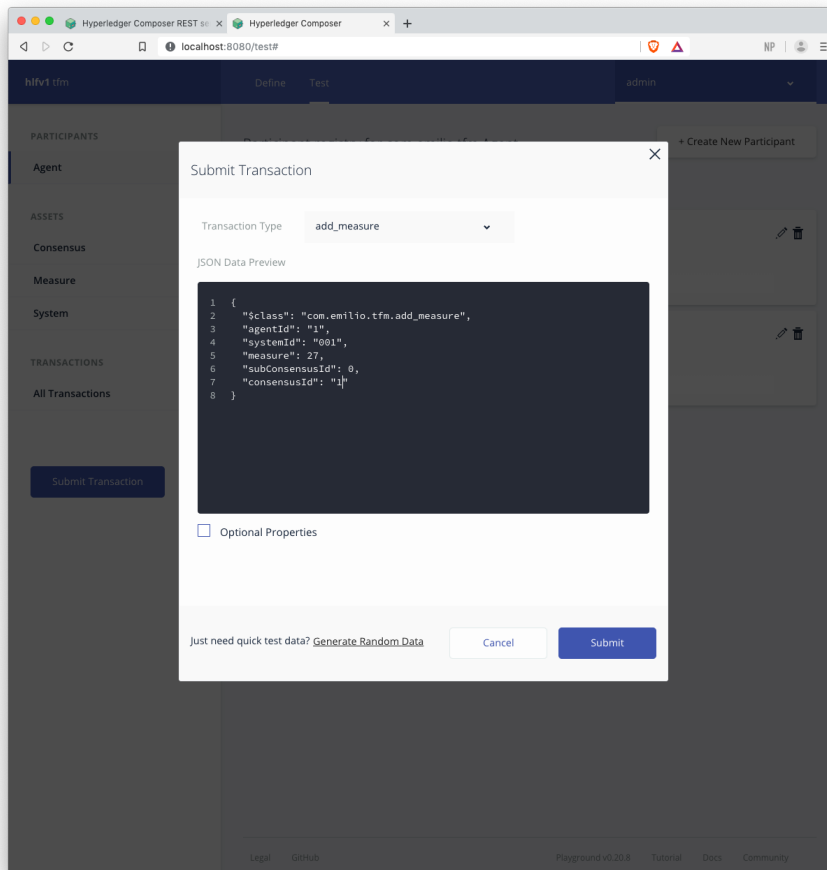 Hyperledger Composer REST se
Hyperledger Composer
localhost:8080/test#
NP
hlfv1 tfm
Define
Test
admin
PARTICIPANTS
Agent
ASSETS
Consensus
Measure
System
TRANSACTIONS
All Transactions
Submit Transaction
+ Create New Participant
Submit Transaction
Transaction Type
add_measure
JSON Data Preview
1 {
2 "$class": "com.emilio.tfm.add_measure",
3 "agentId": "1",
4 "systemId": "001",
5 "measure": 27,
6 "subConsensusId": 0,
7 "consensusId": "1"
8 }
Optional Properties
Just need quick test data? Generate Random Data
Cancel
Submit
Legal
GitHub
Playground v0.20.8
Tutorial
Docs
Community